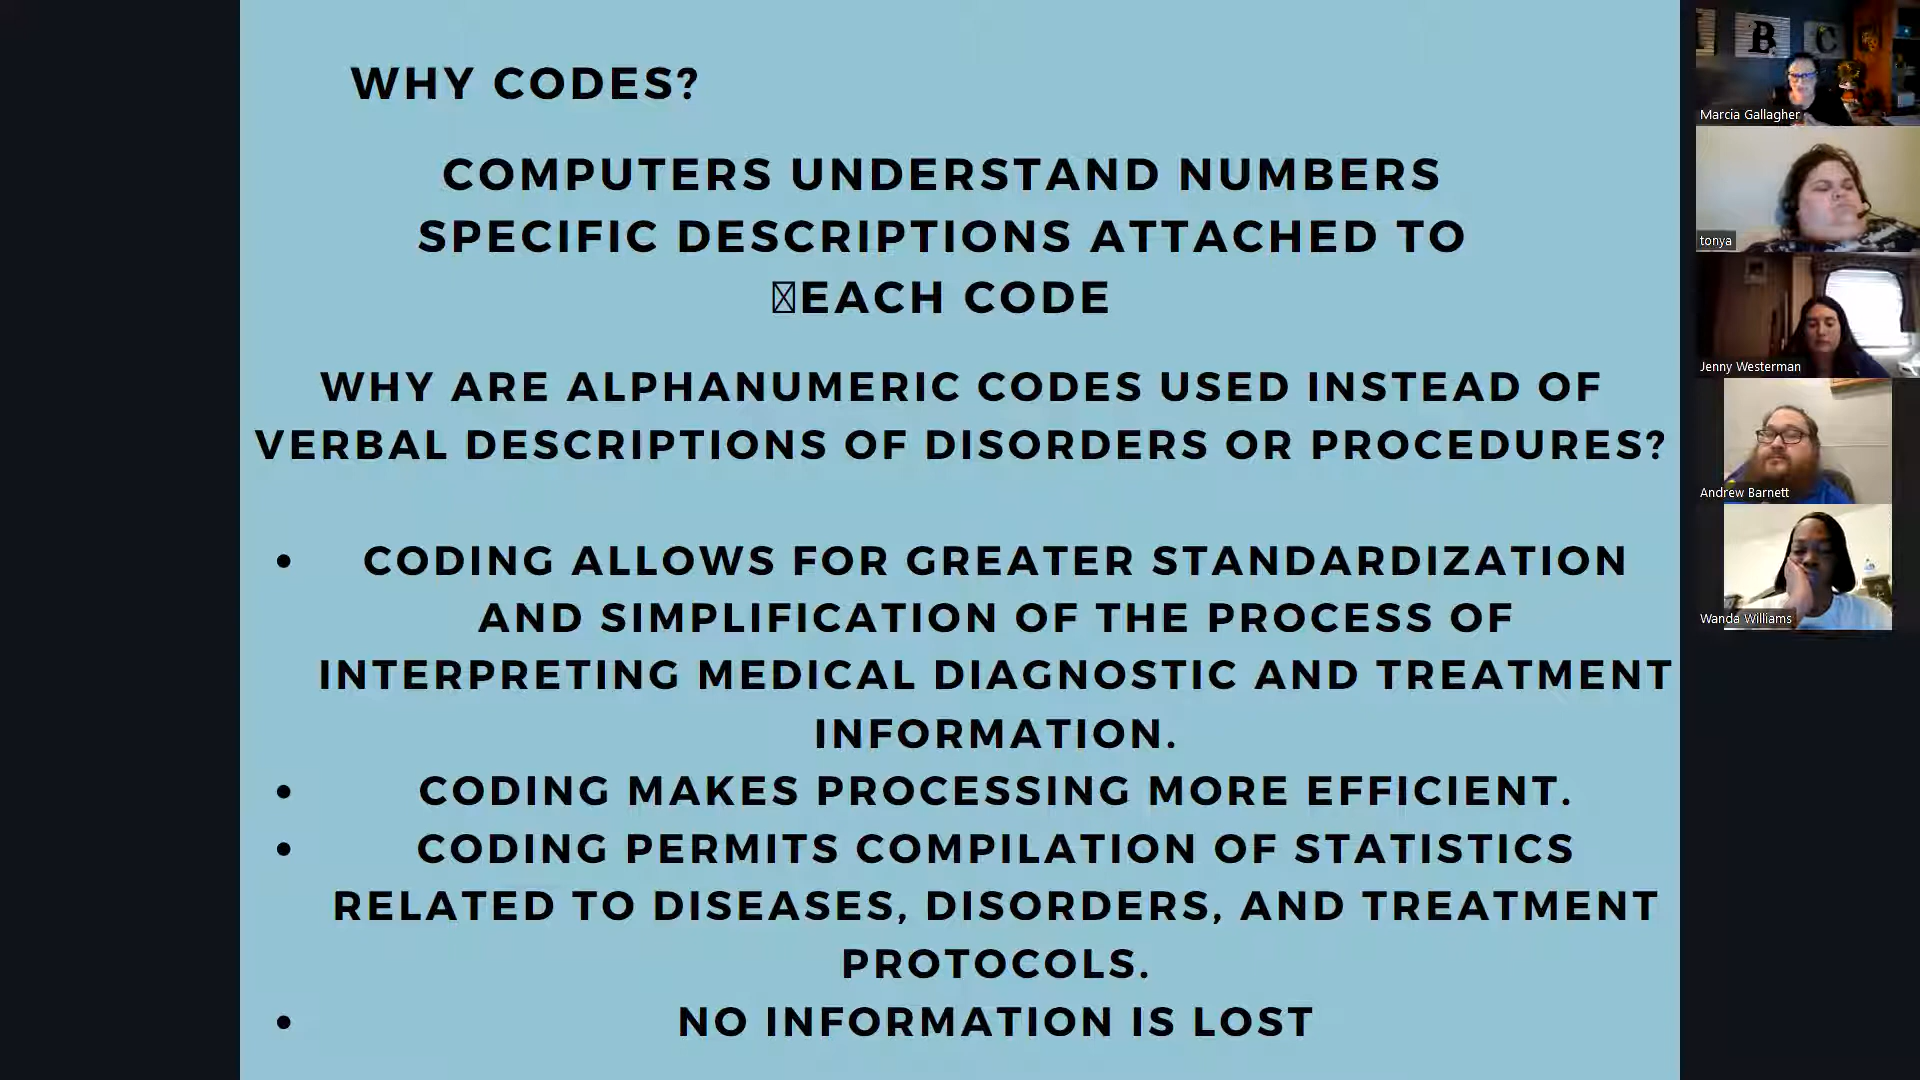 WHY CODES?
COMPUTERS UNDERSTAND NUMBERS
SPECIFIC DESCRIPTIONS ATTACHED TO
EACH CODE
WHY ARE ALPHANUMERIC CODES USED INSTEAD OF
VERBAL DESCRIPTIONS OF DISORDERS OR PROCEDURES?
• CODING ALLOWS FOR GREATER STANDARDIZATION
AND SIMPLIFICATION OF THE PROCESS OF
INTERPRETING MEDICAL DIAGNOSTIC AND TREATMENT
INFORMATION.
• CODING MAKES PROCESSING MORE EFFICIENT.
• CODING PERMITS COMPILATION OF STATISTICS
RELATED TO DISEASES, DISORDERS, AND TREATMENT
PROTOCOLS.
• NO INFORMATION IS LOST
B C
Marcia Gallagher
tonya
Jenny Westerman
Andrew Barnett
Wanda Williams